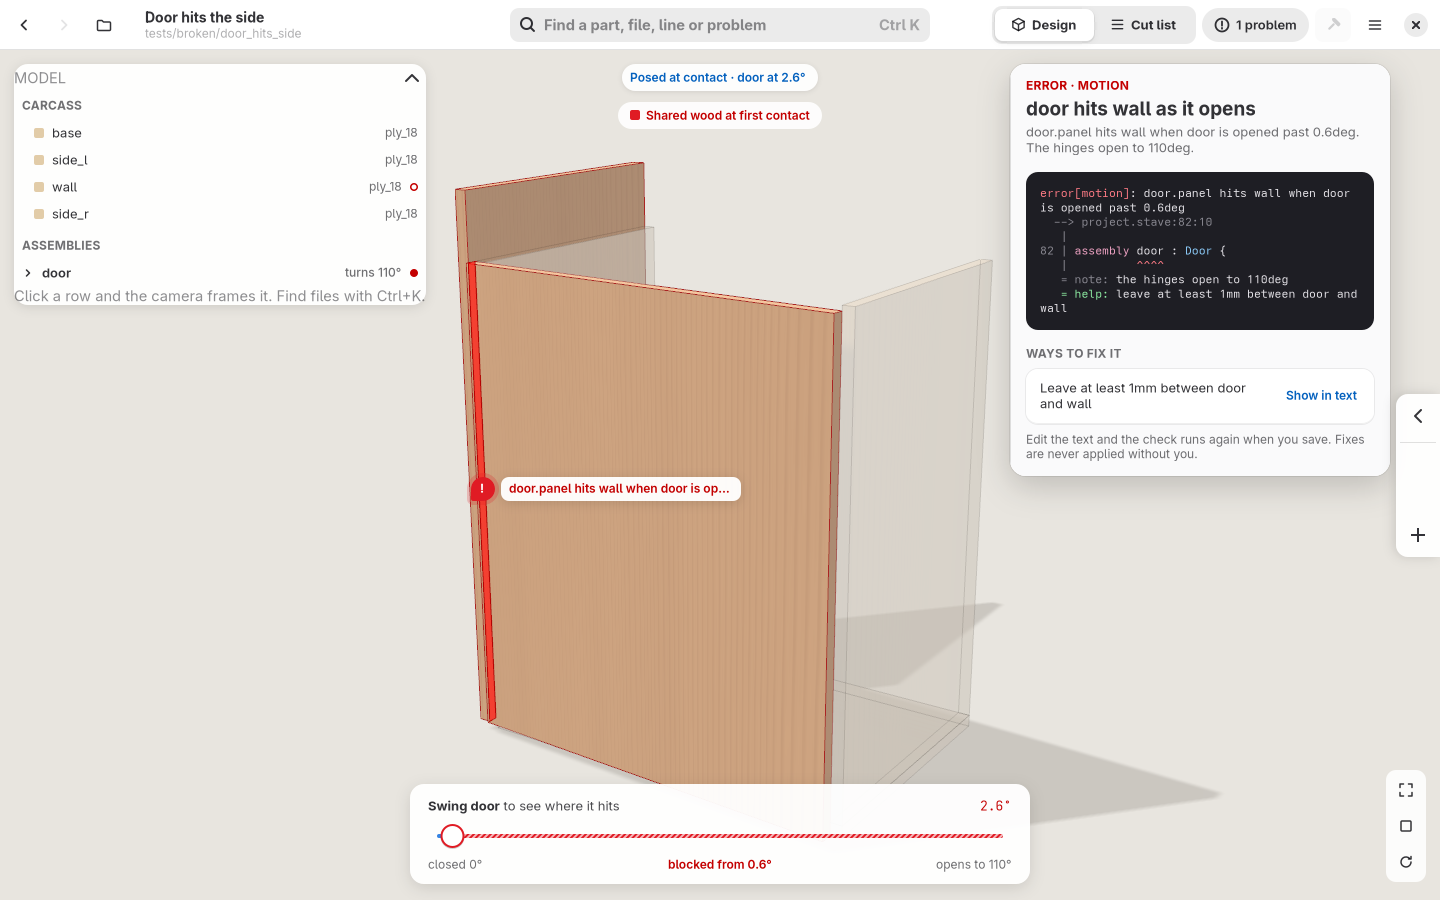 Door hits the side
tests/broken/door_hits_side
Find a part, file, line or problem
Ctrl K
Design
Cut list
1 problem
MODEL
CARCASS
base ply_18
side_l ply_18
wall ply_18
side_r ply_18
ASSEMBLIES
door turns 110°
Click a row and the camera frames it. Find files with Ctrl+K.
Posed at contact · door at 2.6°
Shared wood at first contact
! door.panel hits wall when door is op...
ERROR · MOTION
door hits wall as it opens
door.panel hits wall when door is opened past 0.6deg.
The hinges open to 110deg.
error[motion]: door.panel hits wall when door
is opened past 0.6deg
--> project.stave:82:10
|
82 | assembly door : Door {
| ^^^^
= note: the hinges open to 110deg
= help: leave at least 1mm between door and
wall
WAYS TO FIX IT
Leave at least 1mm between door
and wall
Show in text
Edit the text and the check runs again when you save. Fixes
are never applied without you.
Swing door to see where it hits 2.6°
closed 0° blocked from 0.6° opens to 110°